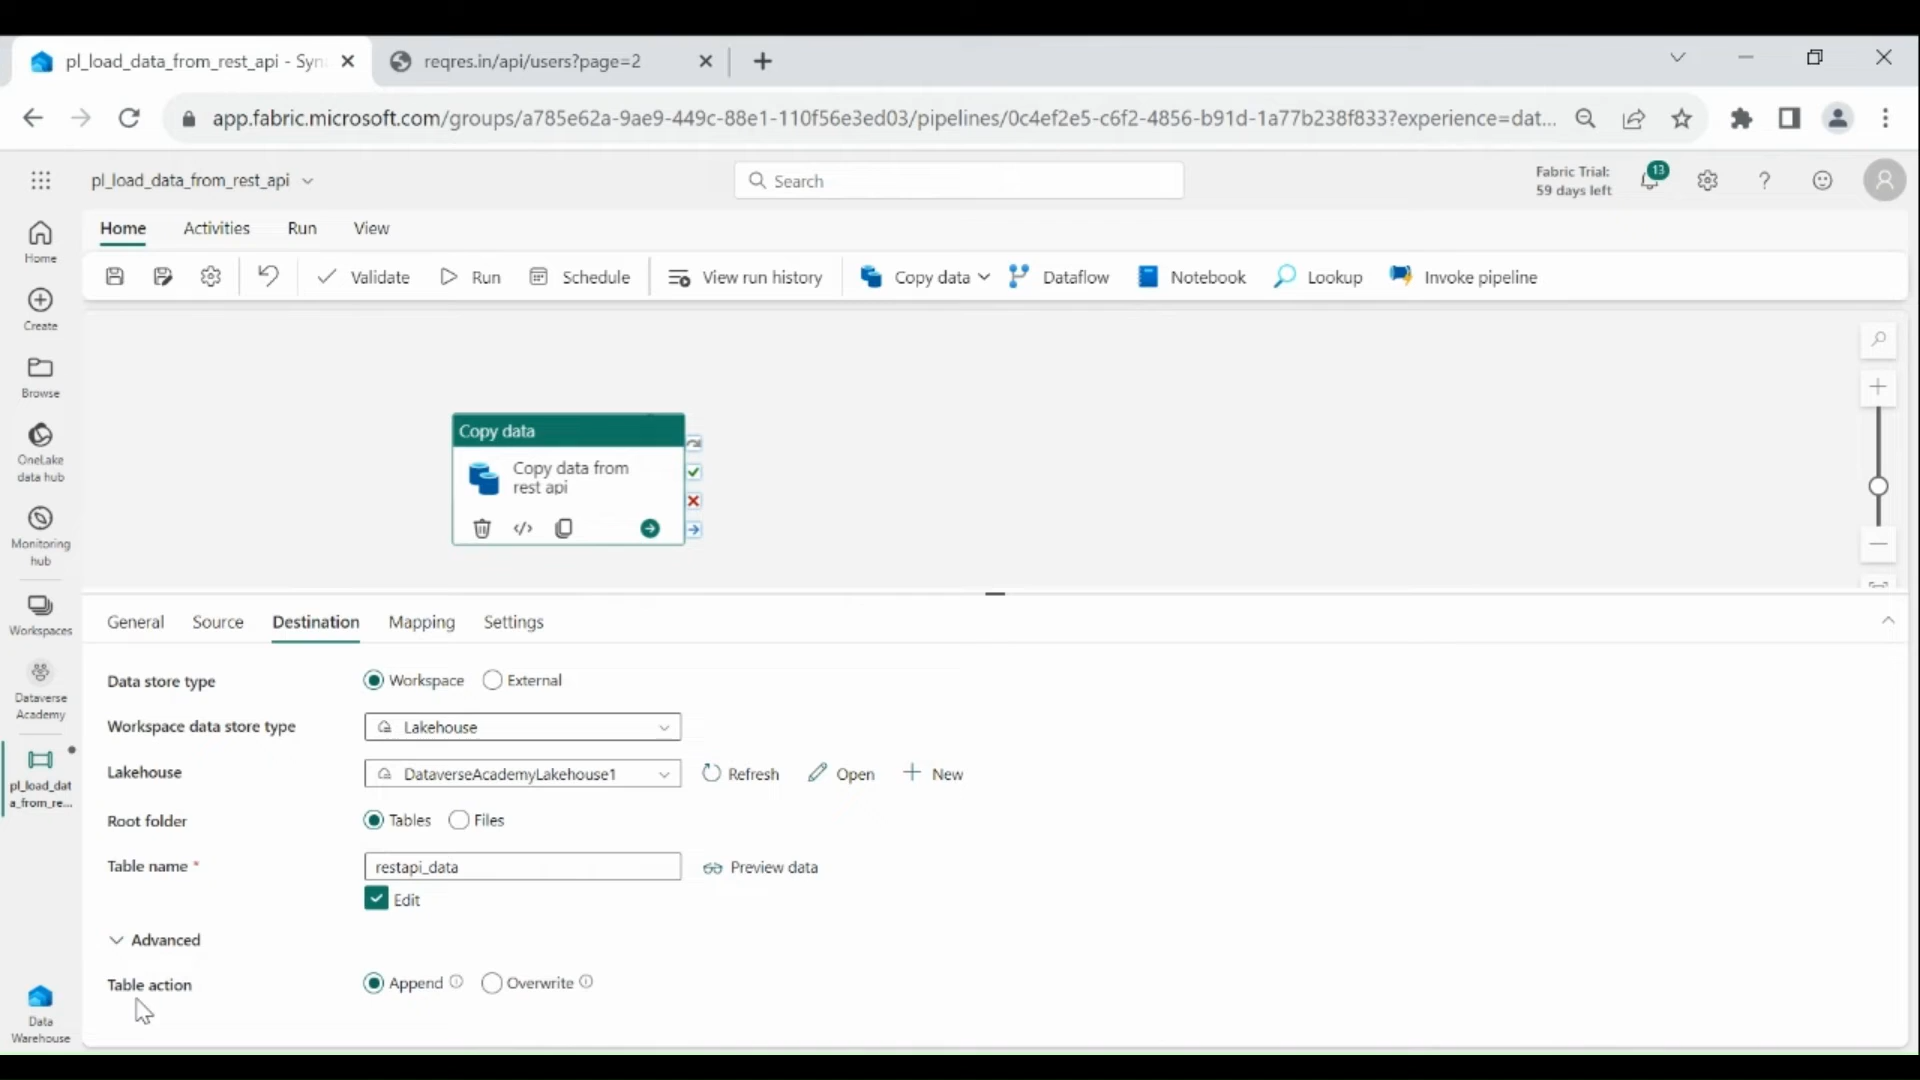 pl_load_data_from_rest_api - Syn
reqres.in/api/users?page=2
app.fabric.microsoft.com/groups/a785e62a-9ae9-449c-88e1-110f56e3ed03/pipelines/0c4ef2e5-c6f2-4856-b91d-1a77b238f833?experience=dat...
pl_load_data_from_rest_api
Search
Fabric Trial:
59 days left
13
Home Activities Run View
Validate Run Schedule View run history Copy data Dataflow Notebook Lookup Invoke pipeline
Home
Create
Browse
OneLake
data hub
Monitoring
hub
Workspaces
Dataverse
Academy
pl_load_dat
a_from_re...
Data
Warehouse
Copy data
Copy data from
rest api
General Source Destination Mapping Settings
Data store type Workspace External
Workspace data store type Lakehouse
Lakehouse DataverseAcademyLakehouse1 Refresh Open New
Root folder Tables Files
Table name * restapi_data Preview data
Edit
Advanced
Table action Append Overwrite